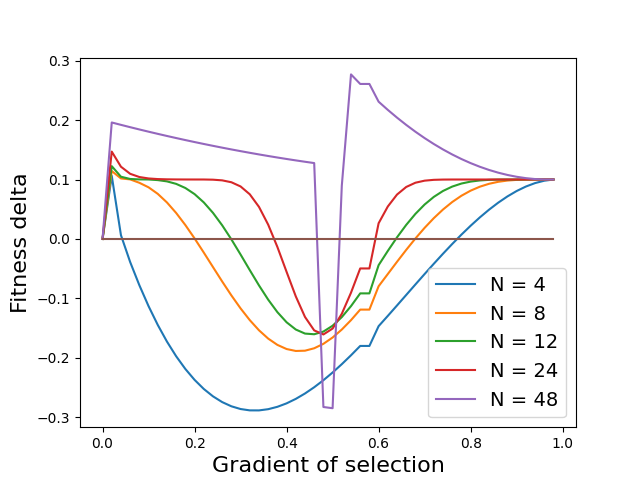 Fitness delta
0.3
0.2
0.1
0.0
−0.1
−0.2
−0.3
0.0 0.2 0.4 0.6 0.8 1.0
Gradient of selection
N = 4
N = 8
N = 12
N = 24
N = 48